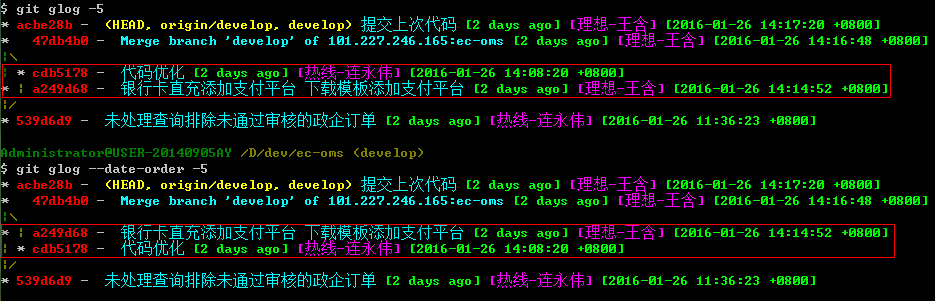 $ git glog -5
* acbe28b - (HEAD, origin/develop, develop) 提交上次代码 [2 days ago] [理想-王含] [2016-01-26 14:17:20 +0800]
* 47db4b0 - Merge branch 'develop' of 101.227.246.165:ec-oms [2 days ago] [理想-王含] [2016-01-26 14:16:48 +0800]
|\
| * cdb5178 - 代码优化 [2 days ago] [热线-连永伟] [2016-01-26 14:08:20 +0800]
* | a249d68 - 银行卡直充添加支付平台 下载模板添加支付平台 [2 days ago] [理想-王含] [2016-01-26 14:14:52 +0800]
|/
* 539d6d9 - 未处理查询排除未通过审核的政企订单 [2 days ago] [热线-连永伟] [2016-01-26 11:36:23 +0800]
Administrator@USER-20140905AY /D/dev/ec-oms (develop)
$ git glog --date-order -5
* acbe28b - (HEAD, origin/develop, develop) 提交上次代码 [2 days ago] [理想-王含] [2016-01-26 14:17:20 +0800]
* 47db4b0 - Merge branch 'develop' of 101.227.246.165:ec-oms [2 days ago] [理想-王含] [2016-01-26 14:16:48 +0800]
|\
* | a249d68 - 银行卡直充添加支付平台 下载模板添加支付平台 [2 days ago] [理想-王含] [2016-01-26 14:14:52 +0800]
| * cdb5178 - 代码优化 [2 days ago] [热线-连永伟] [2016-01-26 14:08:20 +0800]
|/
* 539d6d9 - 未处理查询排除未通过审核的政企订单 [2 days ago] [热线-连永伟] [2016-01-26 11:36:23 +0800]